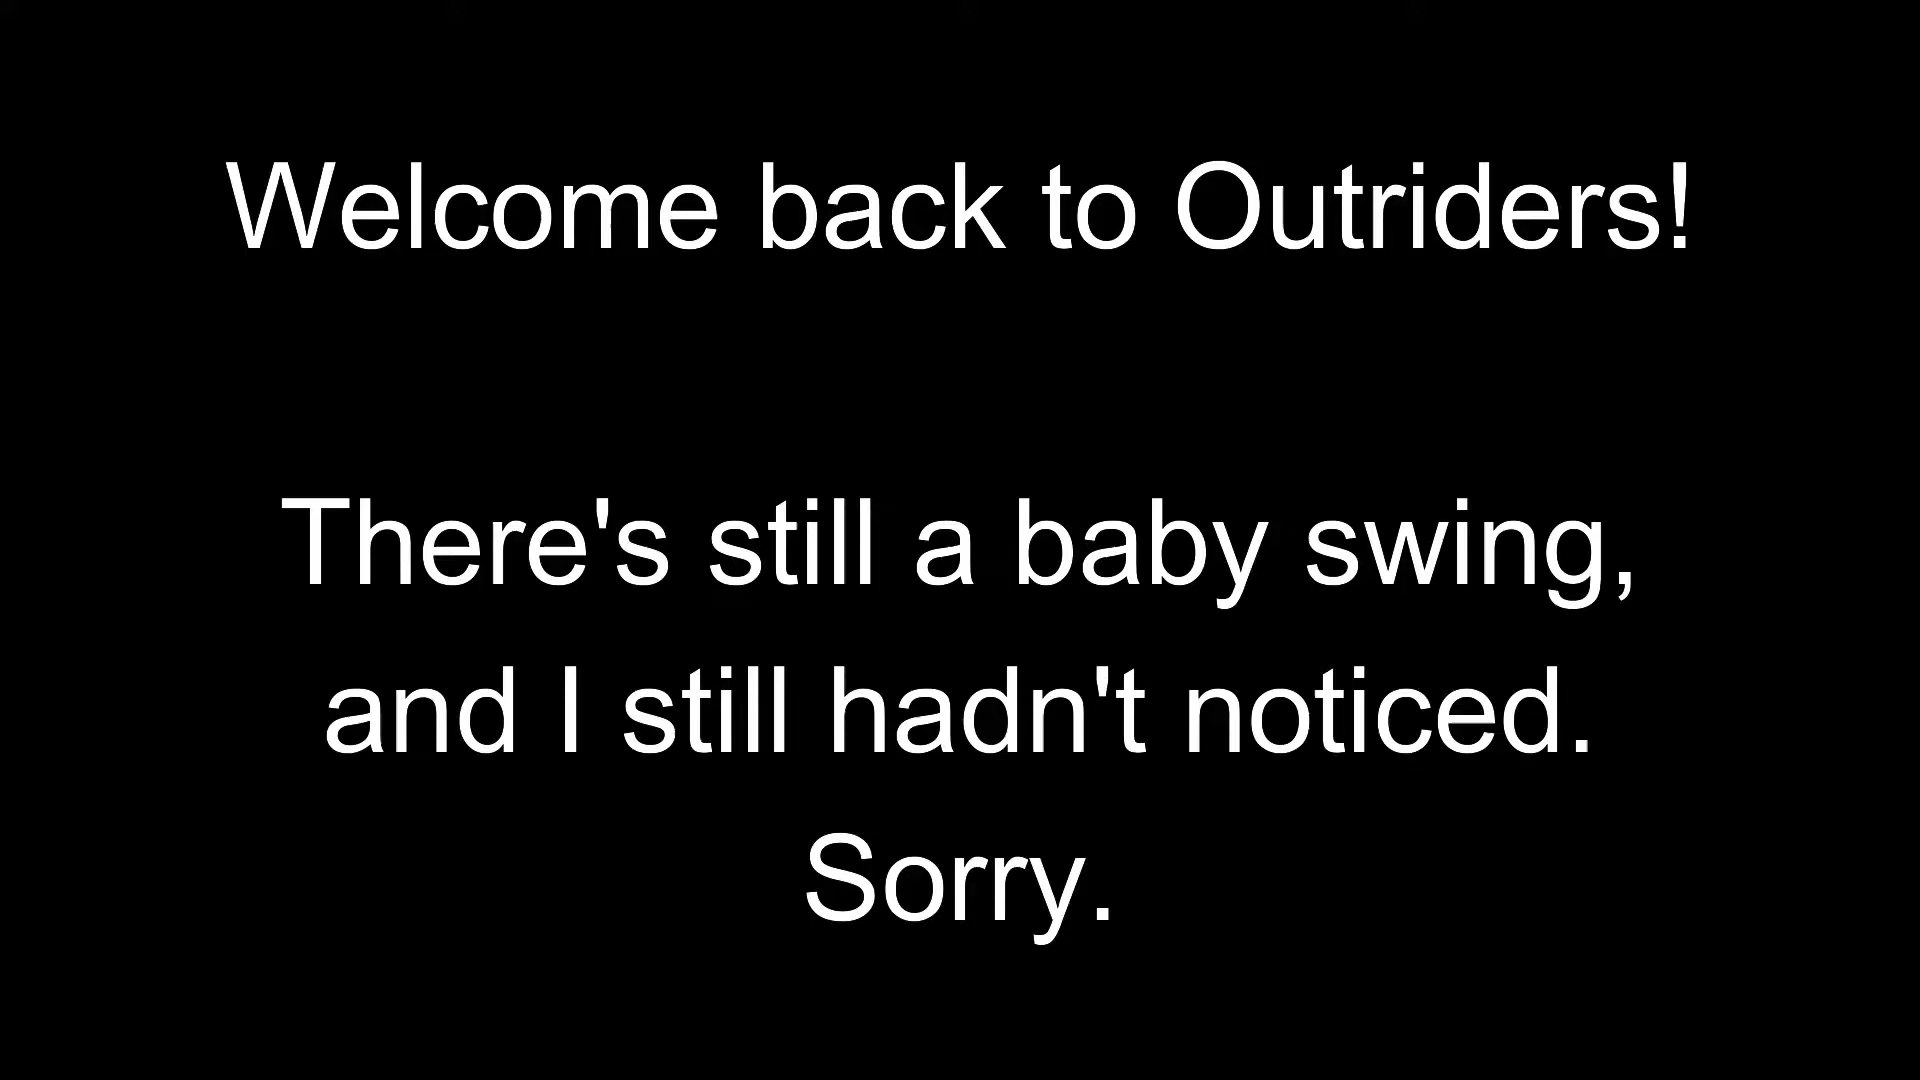 Welcome back to Outriders!
There's still a baby swing,
and I still hadn't noticed.
Sorry.